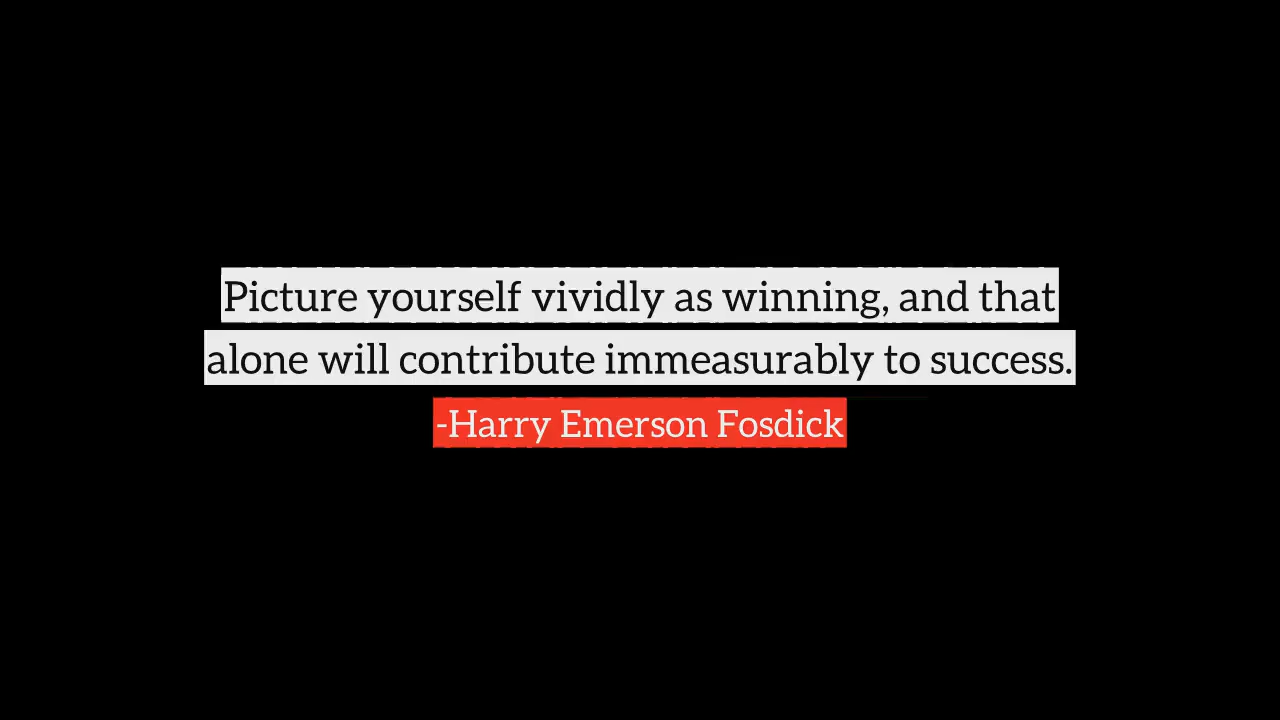 Picture yourself vividly as winning, and that
alone will contribute immeasurably to success.
-Harry Emerson Fosdick